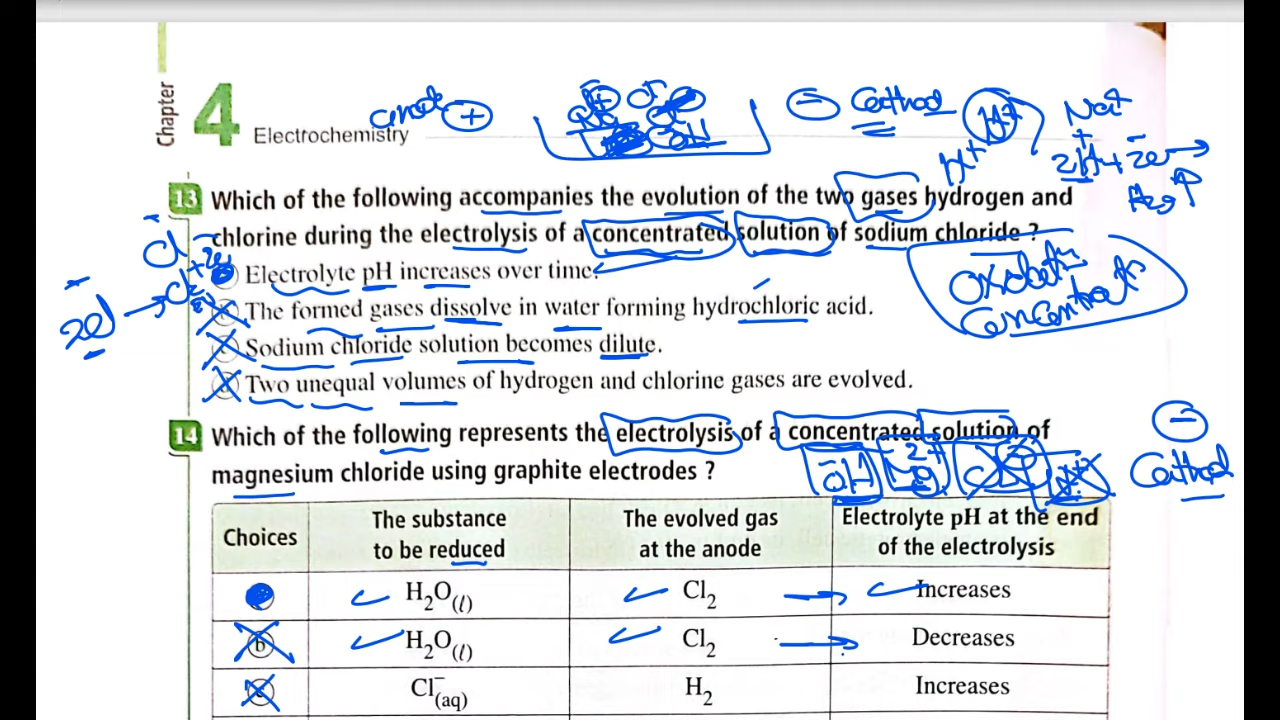 Chapter
4
Electrochemistry
anode +
− Cathod
H+
Na+
2H+ + 2e− →
H2 ↑
13 Which of the following accompanies the evolution of the two gases hydrogen and
chlorine during the electrolysis of a concentrated solution of sodium chloride ?
Electrolyte pH increases over time.
The formed gases dissolve in water forming hydrochloric acid.
Sodium chloride solution becomes dilute.
Two unequal volumes of hydrogen and chlorine gases are evolved.
14 Which of the following represents the electrolysis of a concentrated solution of
magnesium chloride using graphite electrodes ?
− Cathod
Choices
The substance
to be reduced
The evolved gas
at the anode
Electrolyte pH at the end
of the electrolysis
H2O(l) Cl2 Increases
b H2O(l) Cl2 Decreases
Cl−(aq) H2 Increases